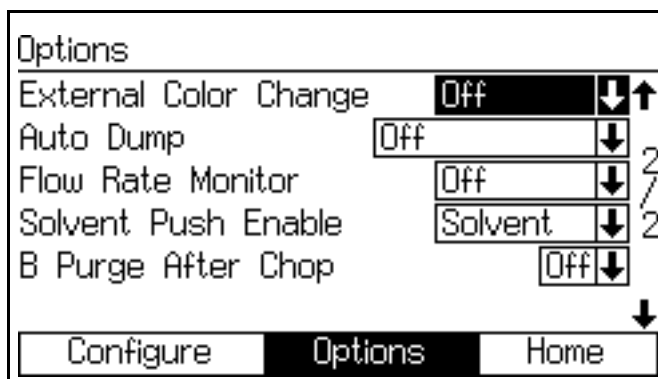 Options
External Color Change Off
Auto Dump Off
Flow Rate Monitor Off
Solvent Push Enable Solvent
B Purge After Chop Off
2/2
Configure Options Home